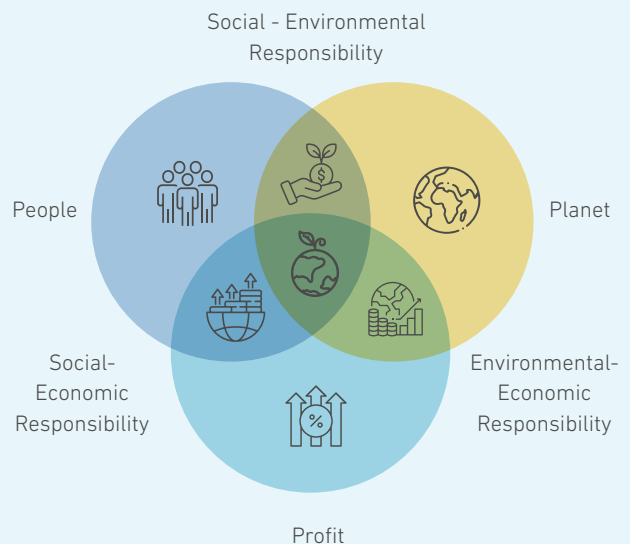 Social - Environmental
Responsibility
People
Planet
$
Social-
Economic
Responsibility
Environmental-
Economic
Responsibility
%
Profit